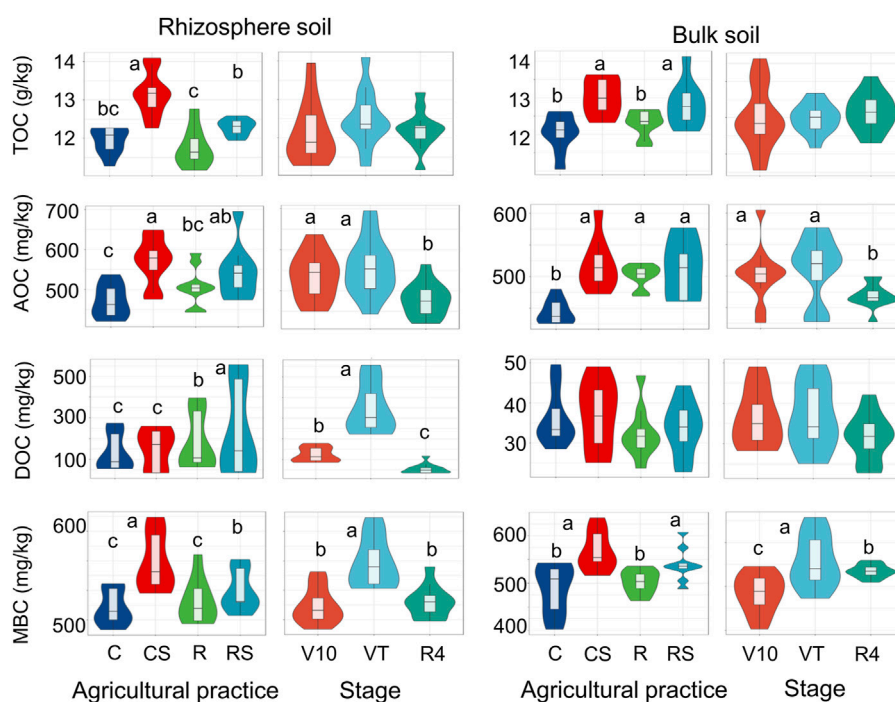 Rhizosphere soil
Bulk soil
TOC (g/kg)
14
13
12
bc
a
c
b
14
13
12
b
a
b
a
AOC (mg/kg)
700
600
500
c
a
bc
ab
a
a
b
600
500
b
a
a
a
a
a
b
DOC (mg/kg)
500
300
100
c
c
b
a
b
a
c
50
40
30
MBC (mg/kg)
600
500
c
a
c
b
b
a
b
600
500
400
b
a
b
a
c
a
b
C CS R RS
V10 VT R4
C CS R RS
V10 VT R4
Agricultural practice
Stage
Agricultural practice
Stage